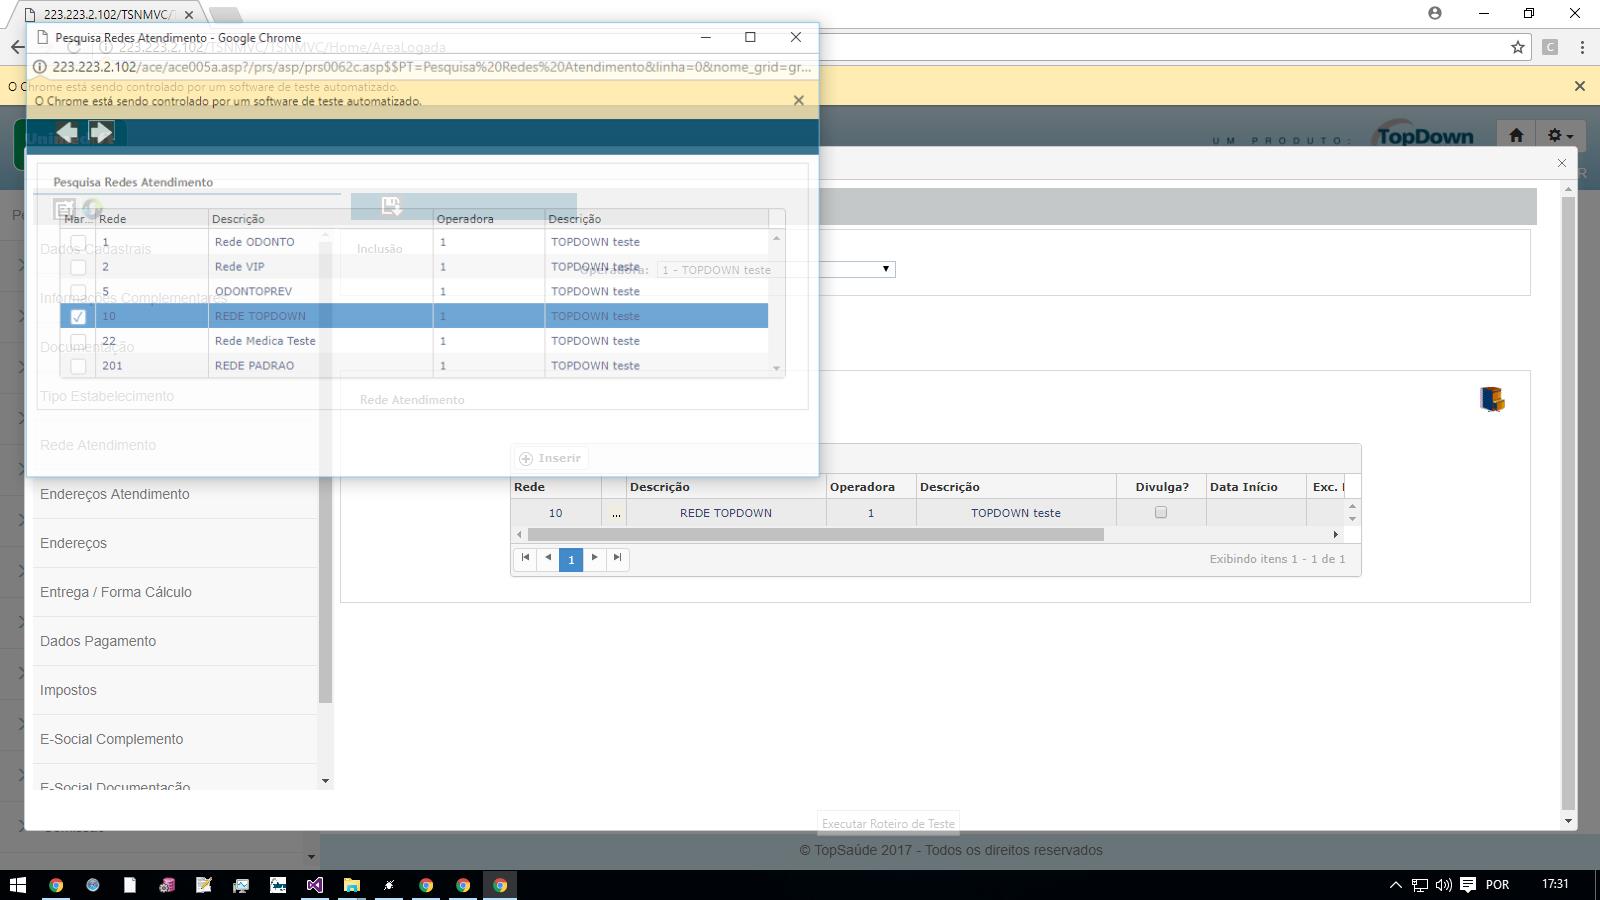 223.223.2.102/TSNMVC/
Pesquisa Redes Atendimento - Google Chrome
223.223.2.102/TSNMVC/TSNMVC/Home/AreaLogada
223.223.2.102/ace/ace005a.asp?/prs/asp/prs0062c.asp$$PT=Pesquisa%20Redes%20Atendimento&linha=0&nome_grid=gr...
O Chrome está sendo controlado por um software de teste automatizado.
O Chrome está sendo controlado por um software de teste automatizado.
UM PRODUTO:
TopDown
Pesquisa Redes Atendimento
Mar... Rede Descrição Operadora Descrição
1 Rede ODONTO 1 TOPDOWN teste
2 Rede VIP 1 TOPDOWN teste
5 ODONTOPREV 1 TOPDOWN teste
10 REDE TOPDOWN 1 TOPDOWN teste
22 Rede Medica Teste 1 TOPDOWN teste
201 REDE PADRAO 1 TOPDOWN teste
Dados Cadastrais
Informações Complementares
Documentação
Tipo Estabelecimento
Rede Atendimento
Endereços Atendimento
Endereços
Entrega / Forma Cálculo
Dados Pagamento
Impostos
E-Social Complemento
E-Social Documentação
Inclusão
Operadora: 1 - TOPDOWN teste
Rede Atendimento
Inserir
Rede Descrição Operadora Descrição Divulga? Data Início Exc.
10 ... REDE TOPDOWN 1 TOPDOWN teste
1
Exibindo itens 1 - 1 de 1
Executar Roteiro de Teste
© TopSaúde 2017 - Todos os direitos reservados
POR
17:31